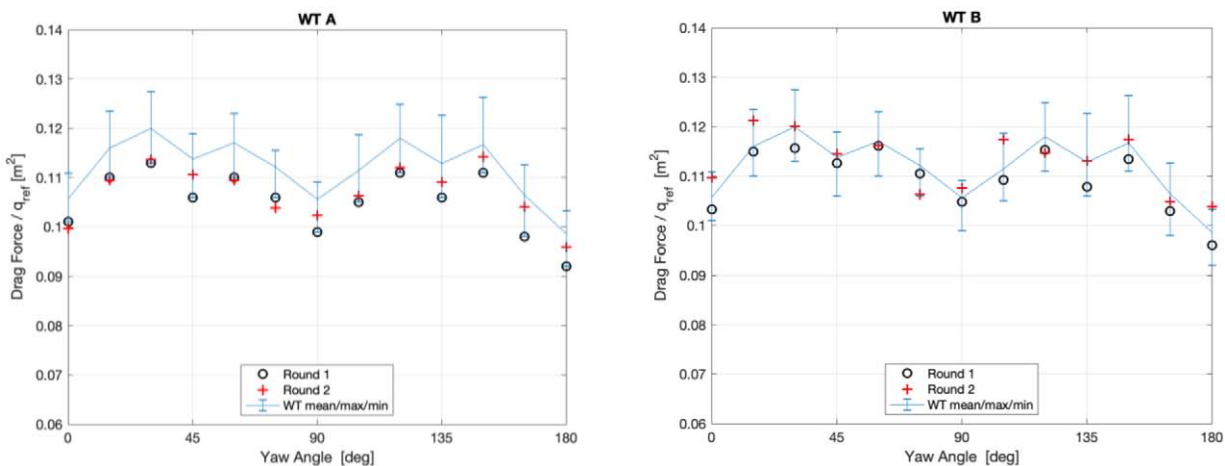 WT A
0.14
0.13
0.12
0.11
0.1
0.09
0.08
0.07
0.06
Drag Force / q_ref [m²]
Round 1
Round 2
WT mean/max/min
0 45 90 135 180
Yaw Angle [deg]
WT B
0.14
0.13
0.12
0.11
0.1
0.09
0.08
0.07
0.06
Drag Force / q_ref [m²]
Round 1
Round 2
WT mean/max/min
0 45 90 135 180
Yaw Angle [deg]